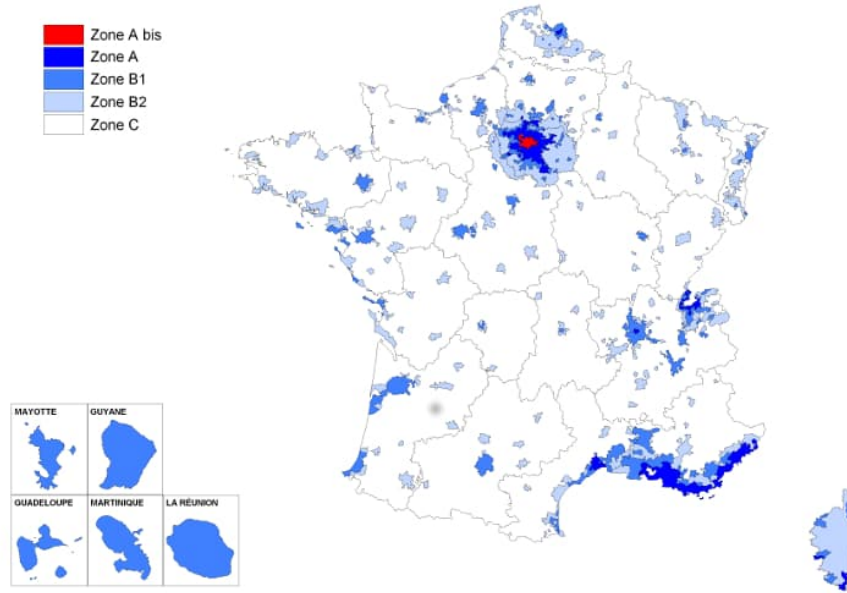 Zone A bis
Zone A
Zone B1
Zone B2
Zone C
MAYOTTE
GUYANE
GUADELOUPE
MARTINIQUE
LA RÉUNION